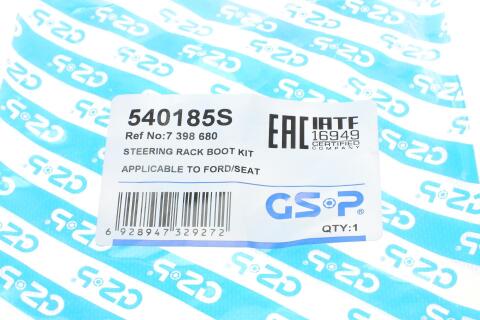 540185S
Ref No:7 398 680
STEERING RACK BOOT KIT
APPLICABLE TO FORD/SEAT
6 928947 329272
EAC IATF
16949
CERTIFIED
COMPANY
GSP®
QTY:1